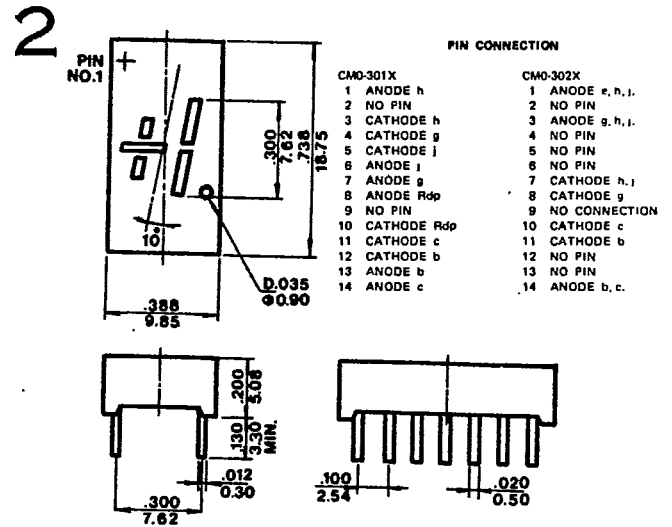 2
PIN
NO.1
10°
.300
7.62
.738
18.75
D.035
Φ0.90
.388
9.85
PIN CONNECTION
CM0-301X
1 ANODE h
2 NO PIN
3 CATHODE h
4 CATHODE g
5 CATHODE j
6 ANODE j
7 ANODE g
8 ANODE Rdp
9 NO PIN
10 CATHODE Rdp
11 CATHODE c
12 CATHODE b
13 ANODE b
14 ANODE c
CM0-302X
1 ANODE e, h, j.
2 NO PIN
3 ANODE g, h, j.
4 NO PIN
5 NO PIN
6 NO PIN
7 CATHODE h, j
8 CATHODE g
9 NO CONNECTION
10 CATHODE c
11 CATHODE b
12 NO PIN
13 NO PIN
14 ANODE b, c.
.200
5.08
.130
3.30
MIN.
.012
0.30
.300
7.62
.100
2.54
.020
0.50